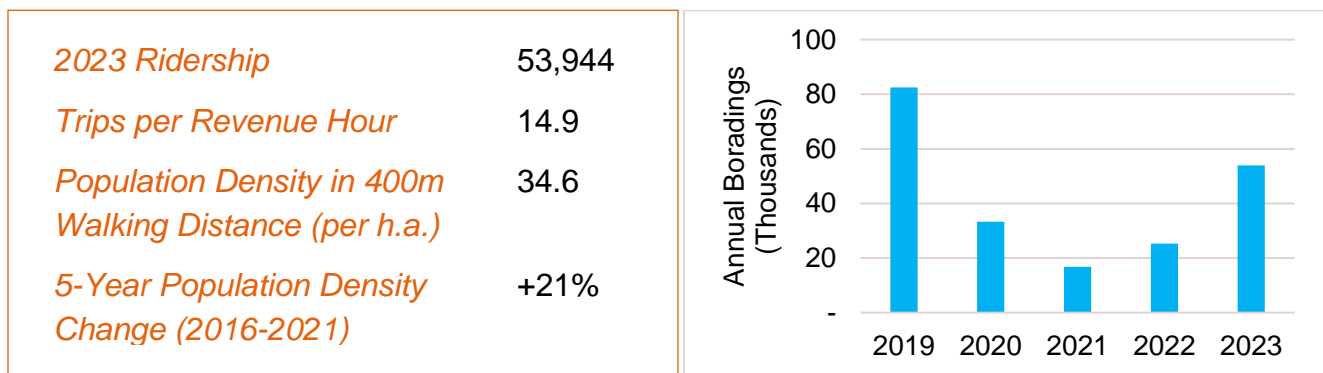 2023 Ridership 53,944
Trips per Revenue Hour 14.9
Population Density in 400m 34.6
Walking Distance (per h.a.)
5-Year Population Density +21%
Change (2016-2021)
Annual Boradings
(Thousands)
100
80
60
40
20
-
2019 2020 2021 2022 2023